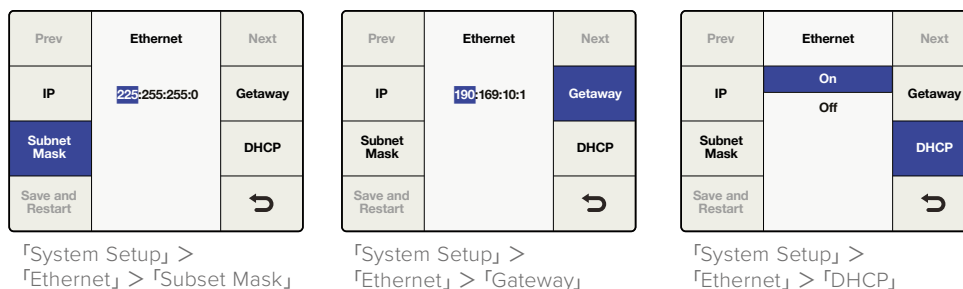 Prev Ethernet Next
IP 225:255:255:0 Getaway
Subnet
Mask
DHCP
Save and
Restart
「System Setup」 >
「Ethernet」 > 「Subset Mask」
Prev Ethernet Next
IP 190:169:10:1 Getaway
Subnet
Mask
DHCP
Save and
Restart
「System Setup」 >
「Ethernet」 > 「Gateway」
Prev Ethernet Next
IP On Getaway
Off
Subnet
Mask
DHCP
Save and
Restart
「System Setup」 >
「Ethernet」 > 「DHCP」